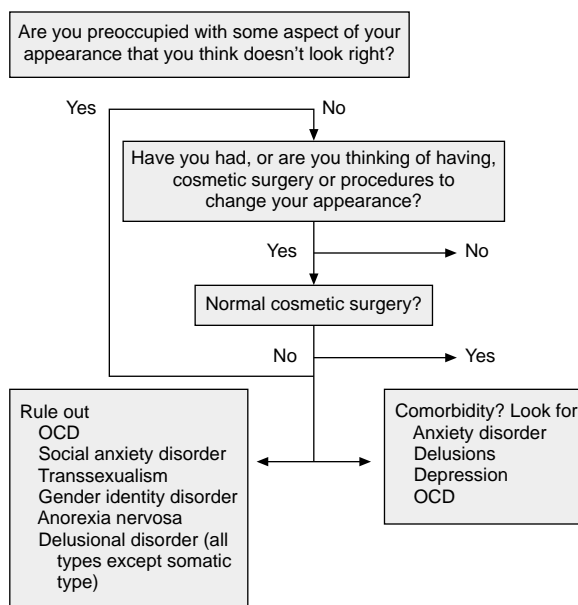 Are you preoccupied with some aspect of your
appearance that you think doesn’t look right?
Yes
No
Have you had, or are you thinking of having,
cosmetic surgery or procedures to
change your appearance?
Yes
No
Normal cosmetic surgery?
No
Yes
Rule out
OCD
Social anxiety disorder
Transsexualism
Gender identity disorder
Anorexia nervosa
Delusional disorder (all
types except somatic
type)
Comorbidity? Look for
Anxiety disorder
Delusions
Depression
OCD